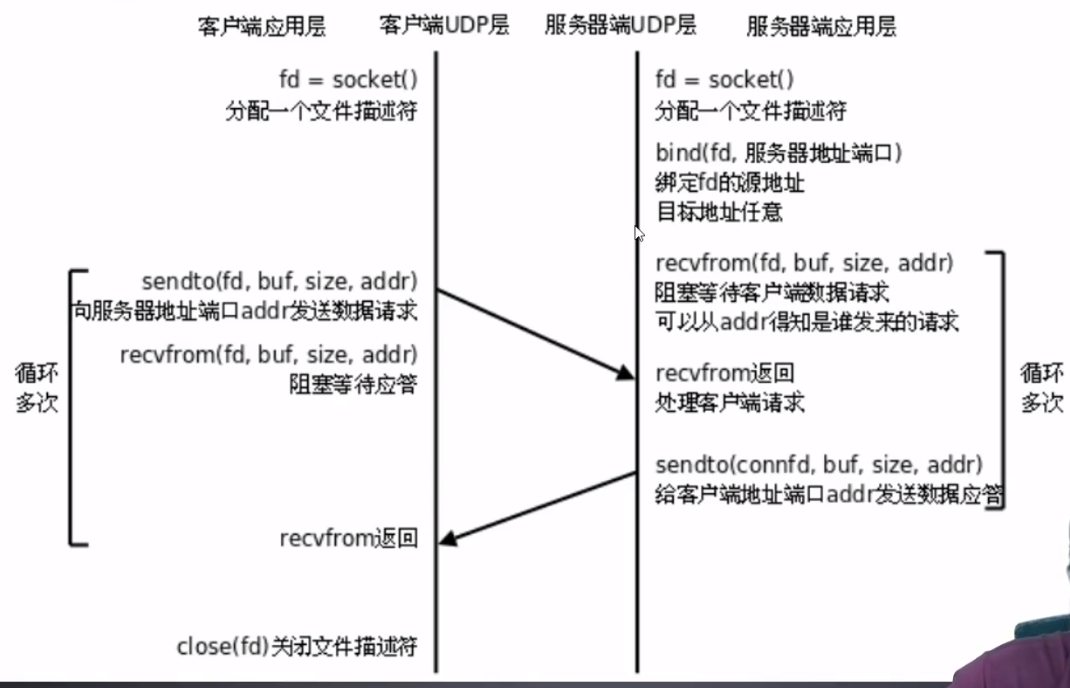 客户端应用层 客户端UDP层 服务器端UDP层 服务器端应用层
fd = socket()
分配一个文件描述符
sendto(fd, buf, size, addr)
向服务器地址端口addr发送数据请求
recvfrom(fd, buf, size, addr)
阻塞等待应答
循环
多次
recvfrom返回
close(fd)关闭文件描述符
fd = socket()
分配一个文件描述符
bind(fd, 服务器地址端口)
绑定fd的源地址
目标地址任意
recvfrom(fd, buf, size, addr)
阻塞等待客户端数据请求
可以从addr得知是谁发来的请求
recvfrom返回
处理客户端请求
循环
多次
sendto(connfd, buf, size, addr)
给客户端地址端口addr发送数据应答